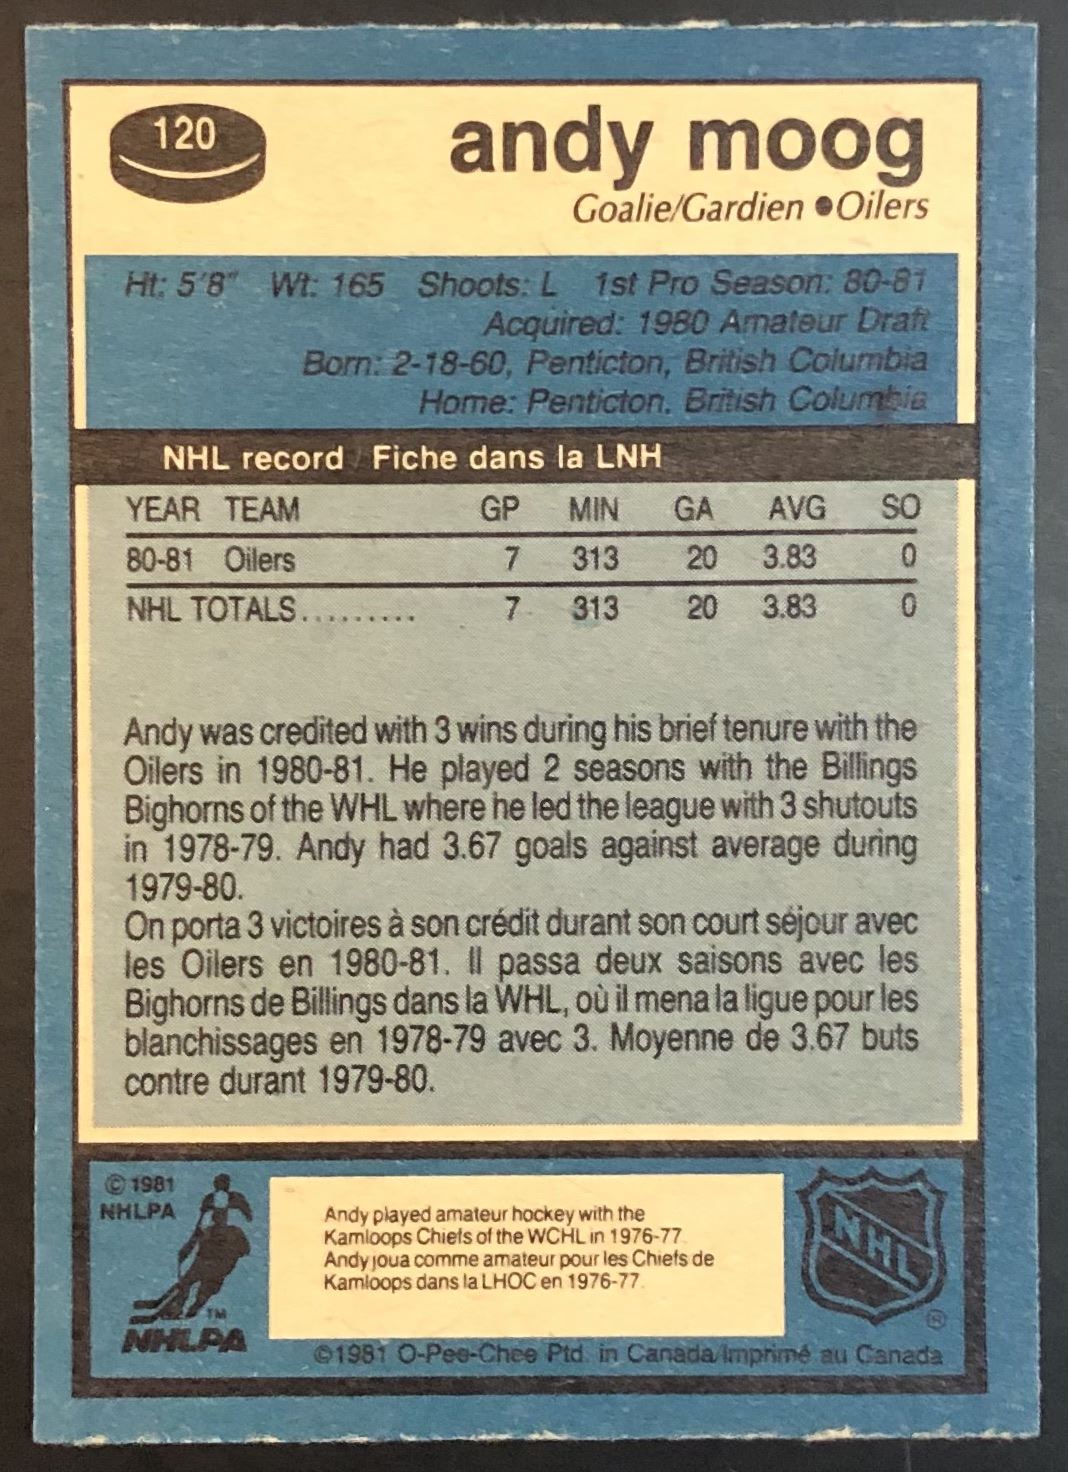 120
andy moog
Goalie/Gardien ●Oilers
Ht: 5'8" Wt: 165 Shoots: L 1st Pro Season: 80-81
Acquired: 1980 Amateur Draft
Born: 2-18-60, Penticton, British Columbia
Home: Penticton, British Columbia
NHL record Fiche dans la LNH
YEAR TEAM GP MIN GA AVG SO
80-81 Oilers 7 313 20 3.83 0
NHL TOTALS......... 7 313 20 3.83 0
Andy was credited with 3 wins during his brief tenure with the
Oilers in 1980-81. He played 2 seasons with the Billings
Bighorns of the WHL where he led the league with 3 shutouts
in 1978-79. Andy had 3.67 goals against average during
1979-80.
On porta 3 victoires à son crédit durant son court séjour avec
les Oilers en 1980-81. Il passa deux saisons avec les
Bighorns de Billings dans la WHL, où il mena la ligue pour les
blanchissages en 1978-79 avec 3. Moyenne de 3.67 buts
contre durant 1979-80.
© 1981
NHLPA
TM
NHLPA
Andy played amateur hockey with the
Kamloops Chiefs of the WCHL in 1976-77.
Andy joua comme amateur pour les Chiefs de
Kamloops dans la LHOC en 1976-77.
NHL
®
©1981 O-Pee-Chee Ptd. in Canada/Imprimé au Canada